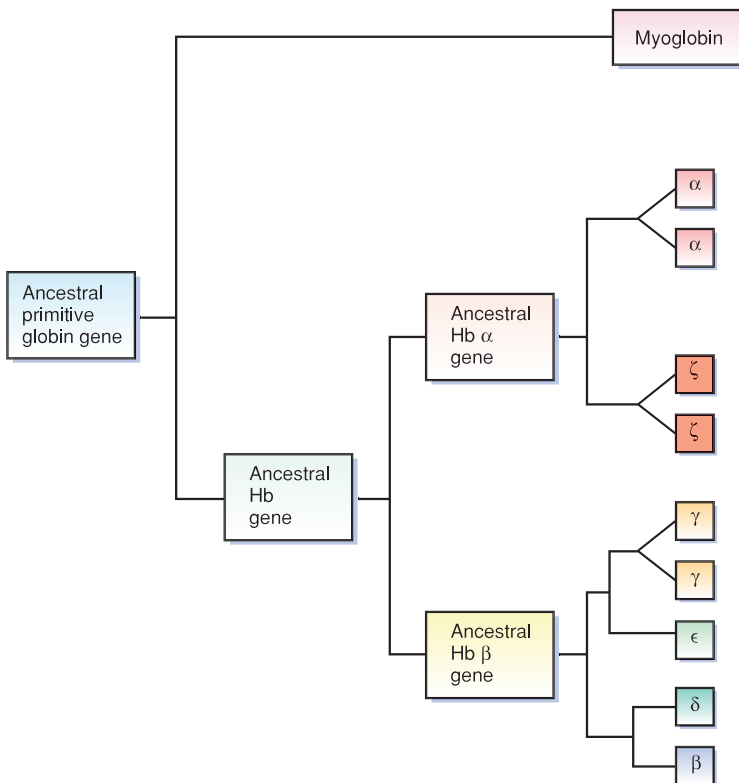 Myoglobin
α
α
Ancestral
primitive
globin gene
Ancestral
Hb α
gene
ζ
ζ
Ancestral
Hb
gene
γ
γ
Ancestral
Hb β
gene
ϵ
δ
β